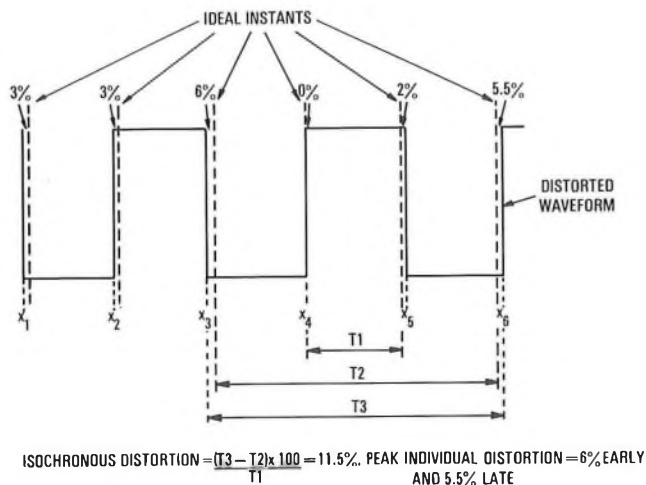 IDEAL INSTANTS
3% 3% 6% 0% 2% 5.5%
DISTORTED
WAVEFORM
x1 x2 x3 x4 x5 x6
T1
T2
T3
ISOCHRONOUS DISTORTION = (T3 – T2) x 100 = 11.5%. PEAK INDIVIDUAL DISTORTION = 6% EARLY
T1 AND 5.5% LATE